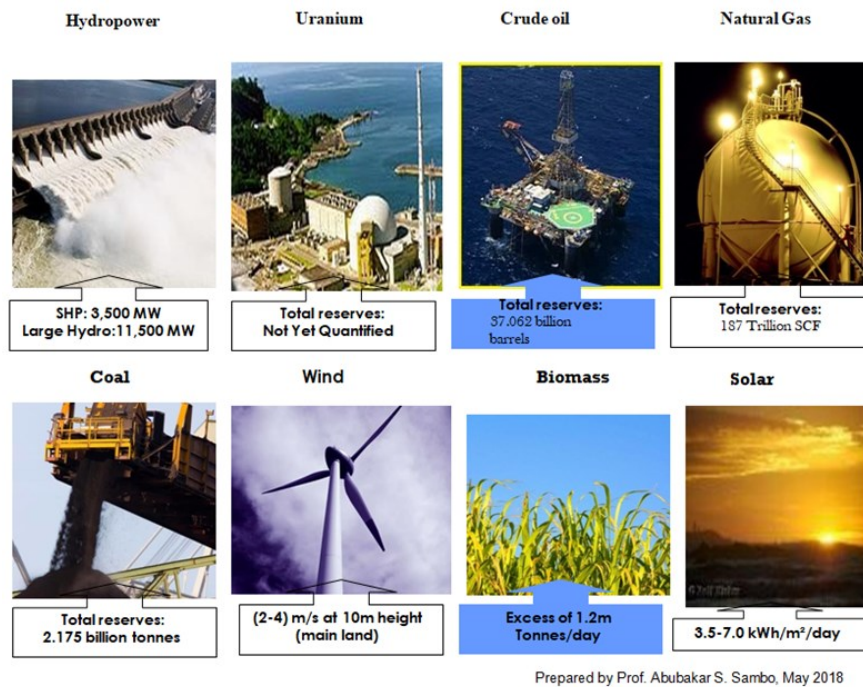 Hydropower
Uranium
Crude oil
Natural Gas
SHP: 3,500 MW
Large Hydro:11,500 MW
Total reserves:
Not Yet Quantified
Total reserves:
37.062 billion
barrels
Total reserves:
187 Trillion SCF
Coal
Wind
Biomass
Solar
Total reserves:
2.175 billion tonnes
(2-4) m/s at 10m height
(main land)
Excess of 1.2m
Tonnes/day
3.5-7.0 kWh/m²/day
Prepared by Prof. Abubakar S. Sambo, May 2018